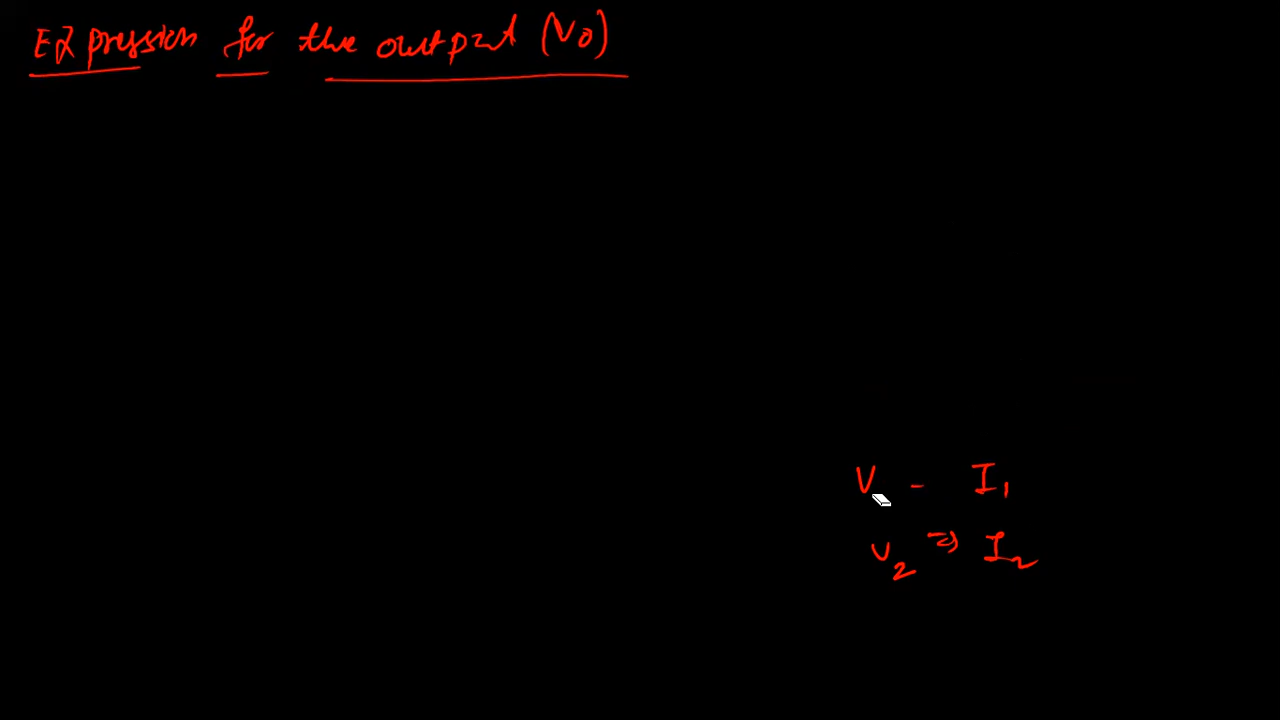 Expression for the output (Vo)
V - I1
V2 ⇒ I2